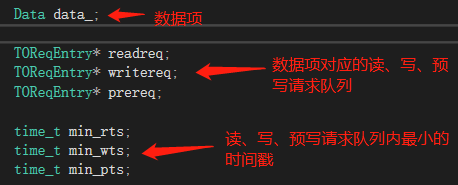 Data data_;
数据项
TOReqEntry* readreq;
TOReqEntry* writereq;
TOReqEntry* prereq;
数据项对应的读、写、预
写请求队列
time_t min_rts;
time_t min_wts;
time_t min_pts;
读、写、预写请求队列内最小的
时间戳